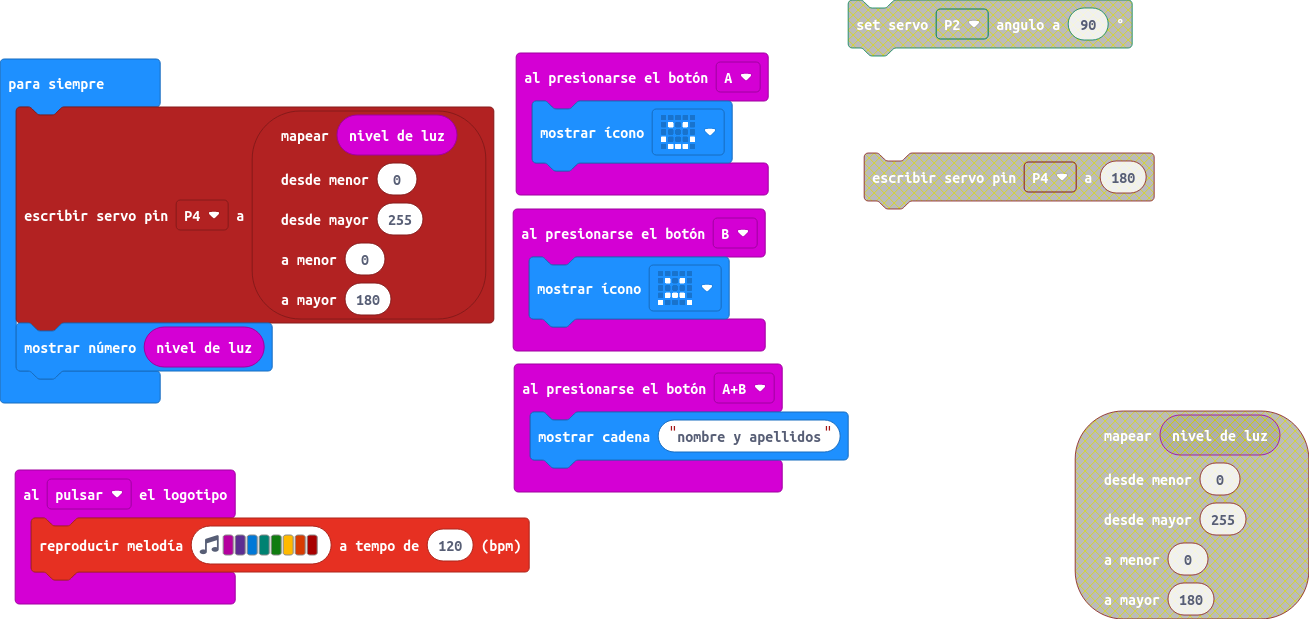 para siempre
escribir servo pin P4 a
mapear nivel de luz
desde menor 0
desde mayor 255
a menor 0
a mayor 180
mostrar número nivel de luz
al pulsar el logotipo
reproducir melodía a tempo de 120 (bpm)
al presionarse el botón A
mostrar ícono
al presionarse el botón B
mostrar ícono
al presionarse el botón A+B
mostrar cadena "nombre y apellidos"
set servo P2 angulo a 90 °
escribir servo pin P4 a 180
mapear nivel de luz
desde menor 0
desde mayor 255
a menor 0
a mayor 180